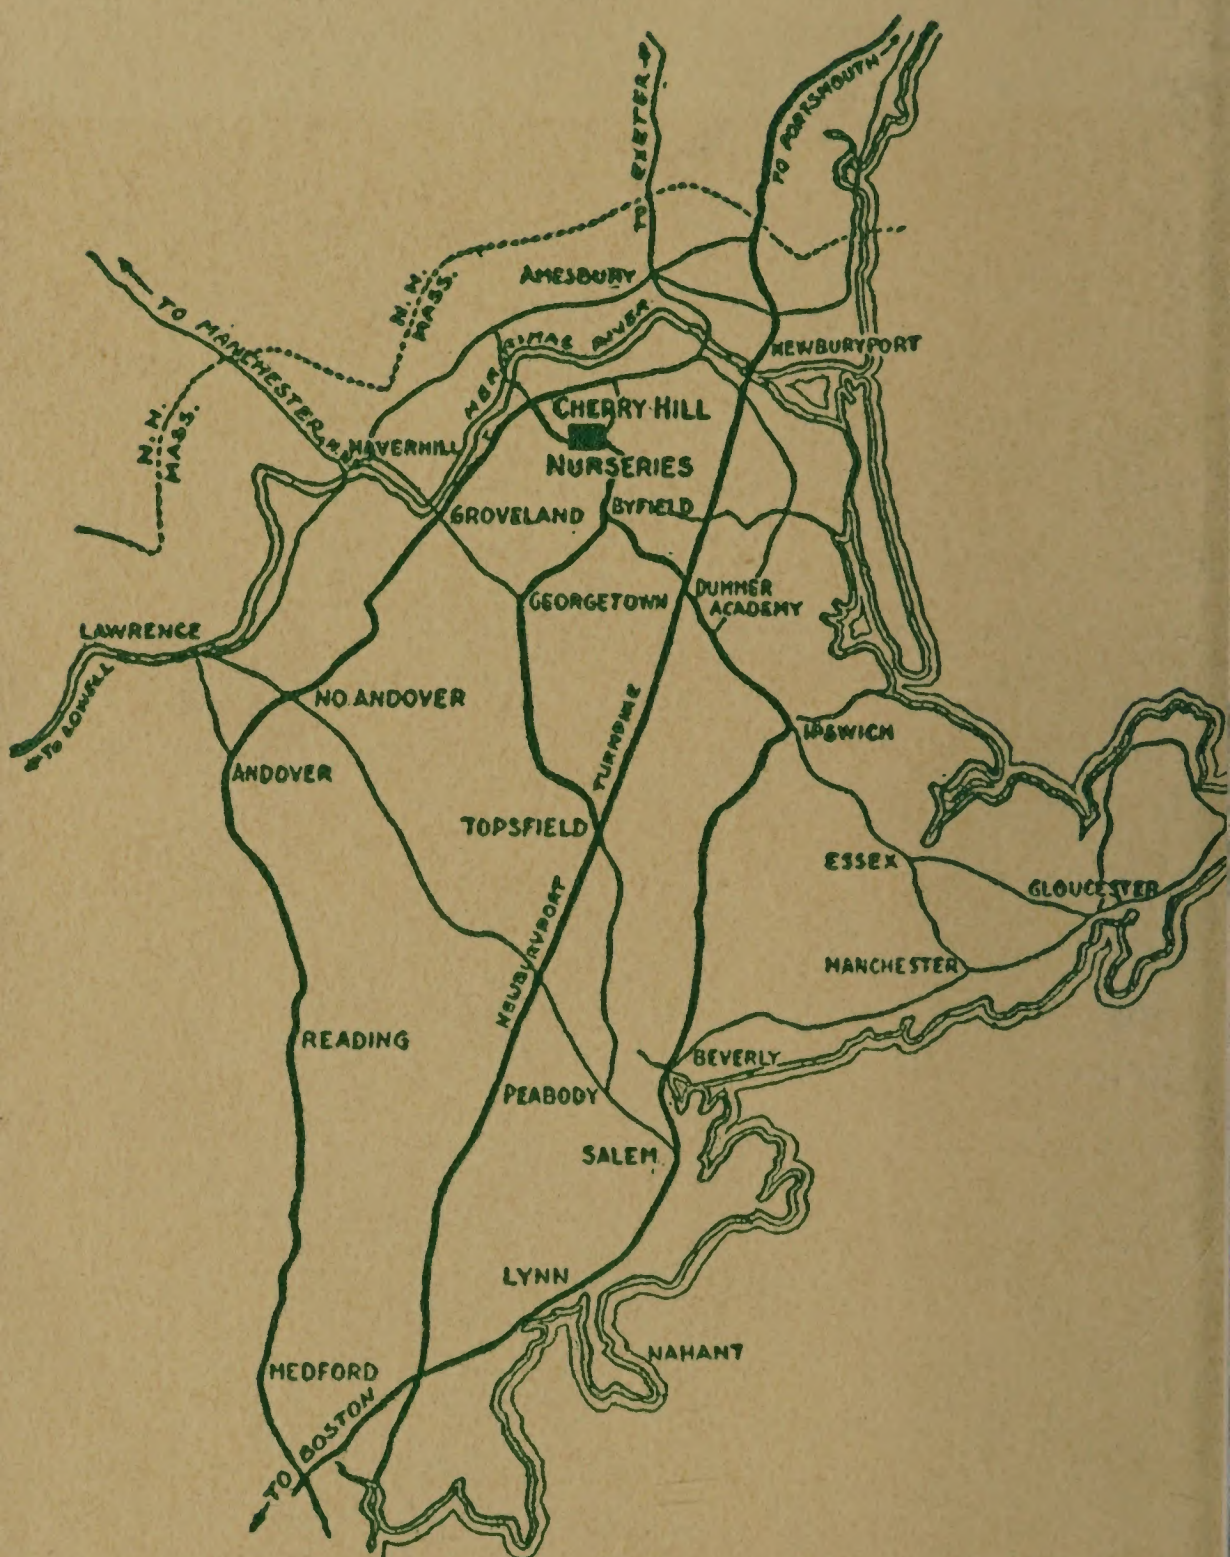 TO EXETER
TO PORTSMOUTH
AMESBURY
N.H.
MASS.
TO MANCHESTER N.H.
MERRIMAC RIVER
NEWBURYPORT
N.H.
MASS.
CHERRY HILL
NURSERIES
HAVERHILL
GROVELAND
BYFIELD
GEORGETOWN
DUMMER
ACADEMY
LAWRENCE
TO LOWELL
NO. ANDOVER
ANDOVER
IPSWICH
NEWBURYPORT TURNPIKE
TOPSFIELD
ESSEX
GLOUCESTER
MANCHESTER
READING
BEVERLY
PEABODY
SALEM
LYNN
NAHANT
MEDFORD
TO BOSTON